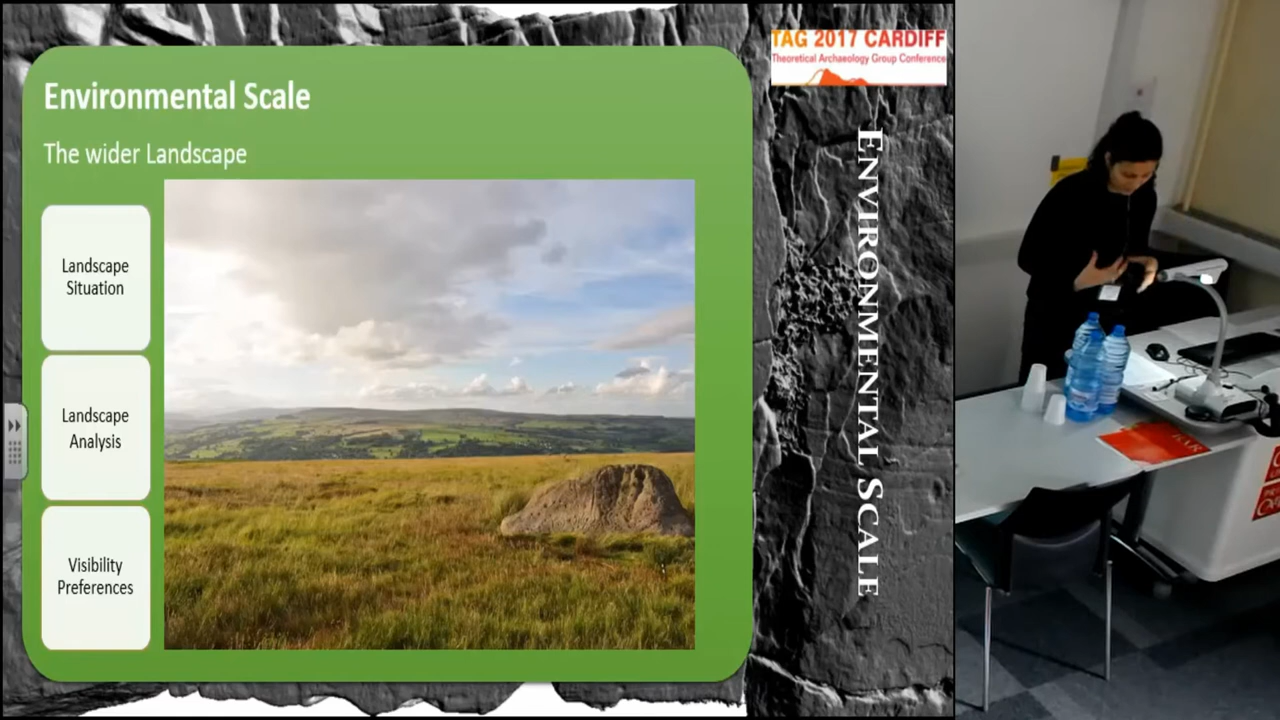 Environmental Scale
The wider Landscape
Landscape
Situation
Landscape
Analysis
Visibility
Preferences
TAG 2017 CARDIFF
Theoretical Archaeology Group Conference
ENVIRONMENTAL SCALE
BAR